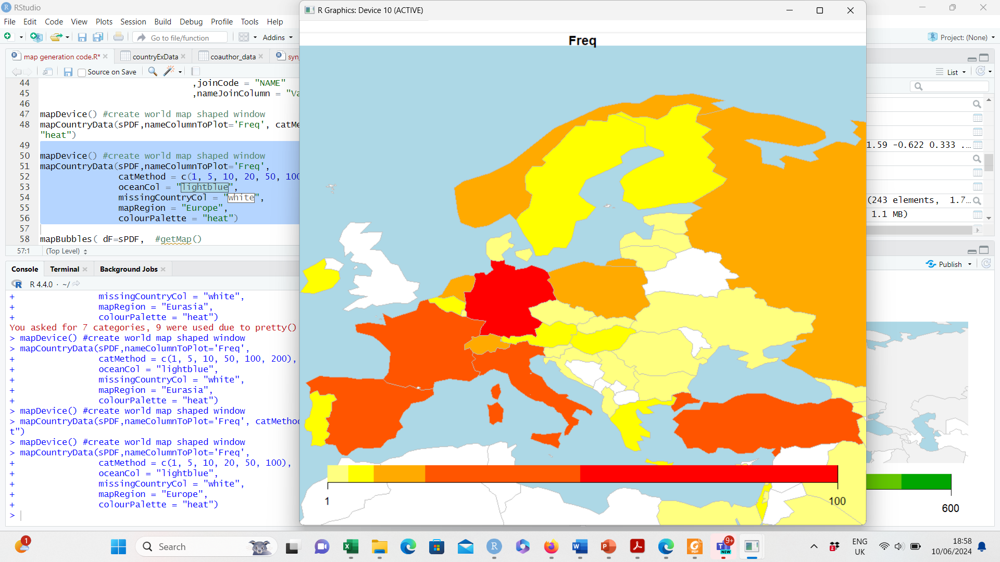 RStudio
File Edit Code View Plots Session Build Debug Profile Tools Help
Go to file/function
Addins
Project: (None)
map generation code.R*
countryExData
coauthor_data
syn
Source on Save
44 ,joinCode = "NAME"
45 ,nameJoinColumn = "Va
46
47 mapDevice() #create world map shaped window
48 mapCountryData(sPDF,nameColumnToPlot='Freq', catMe
"heat")
49
50 mapDevice() #create world map shaped window
51 mapCountryData(sPDF,nameColumnToPlot='Freq',
52 catMethod = c(1, 5, 10, 20, 50, 100
53 oceanCol = "lightblue",
54 missingCountryCol = "white",
55 mapRegion = "Europe",
56 colourPalette = "heat")
57
58 mapBubbles( dF=sPDF, #getMap()
57:1 (Top Level)
Console Terminal Background Jobs
R 4.4.0 · ~/
+ missingCountryCol = "white",
+ mapRegion = "Eurasia",
+ colourPalette = "heat")
You asked for 7 categories, 9 were used due to pretty()
> mapDevice() #create world map shaped window
> mapCountryData(sPDF,nameColumnToPlot='Freq',
+ catMethod = c(1, 5, 10, 50, 100, 200),
+ oceanCol = "lightblue",
+ missingCountryCol = "white",
+ mapRegion = "Eurasia",
+ colourPalette = "heat")
> mapDevice() #create world map shaped window
> mapCountryData(sPDF,nameColumnToPlot='Freq', catMethod
t")
> mapDevice() #create world map shaped window
> mapCountryData(sPDF,nameColumnToPlot='Freq',
+ catMethod = c(1, 5, 10, 20, 50, 100),
+ oceanCol = "lightblue",
+ missingCountryCol = "white",
+ mapRegion = "Europe",
+ colourPalette = "heat")
>
R Graphics: Device 10 (ACTIVE)
Freq
1
100
List
1.59 -0.622 0.333 ...
(243 elements, 1.7...
1.1 MB)
Publish
600
1
Search
9+
NEW
2
ENG
UK
18:58
10/06/2024